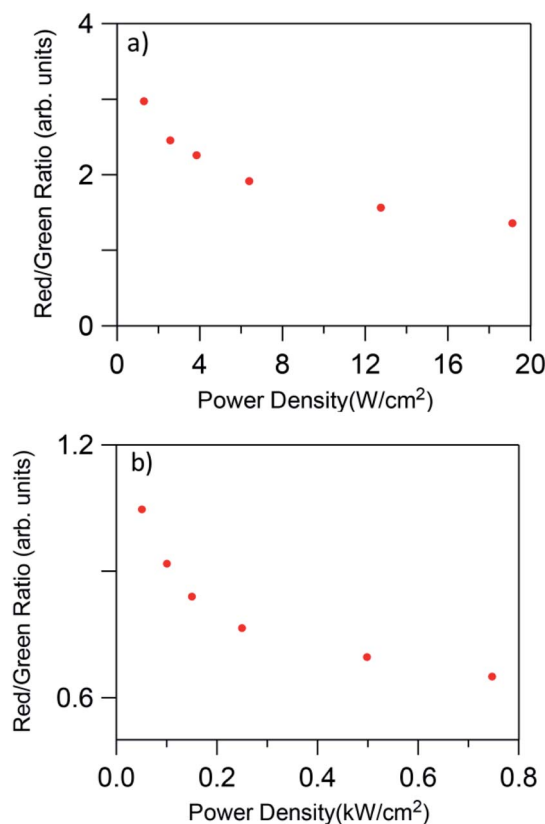 a)
Red/Green Ratio (arb. units)
4
2
0
0 4 8 12 16 20
Power Density(W/cm²)
b)
Red/Green Ratio (arb. units)
1.2
0.6
0.0 0.2 0.4 0.6 0.8
Power Density(kW/cm²)